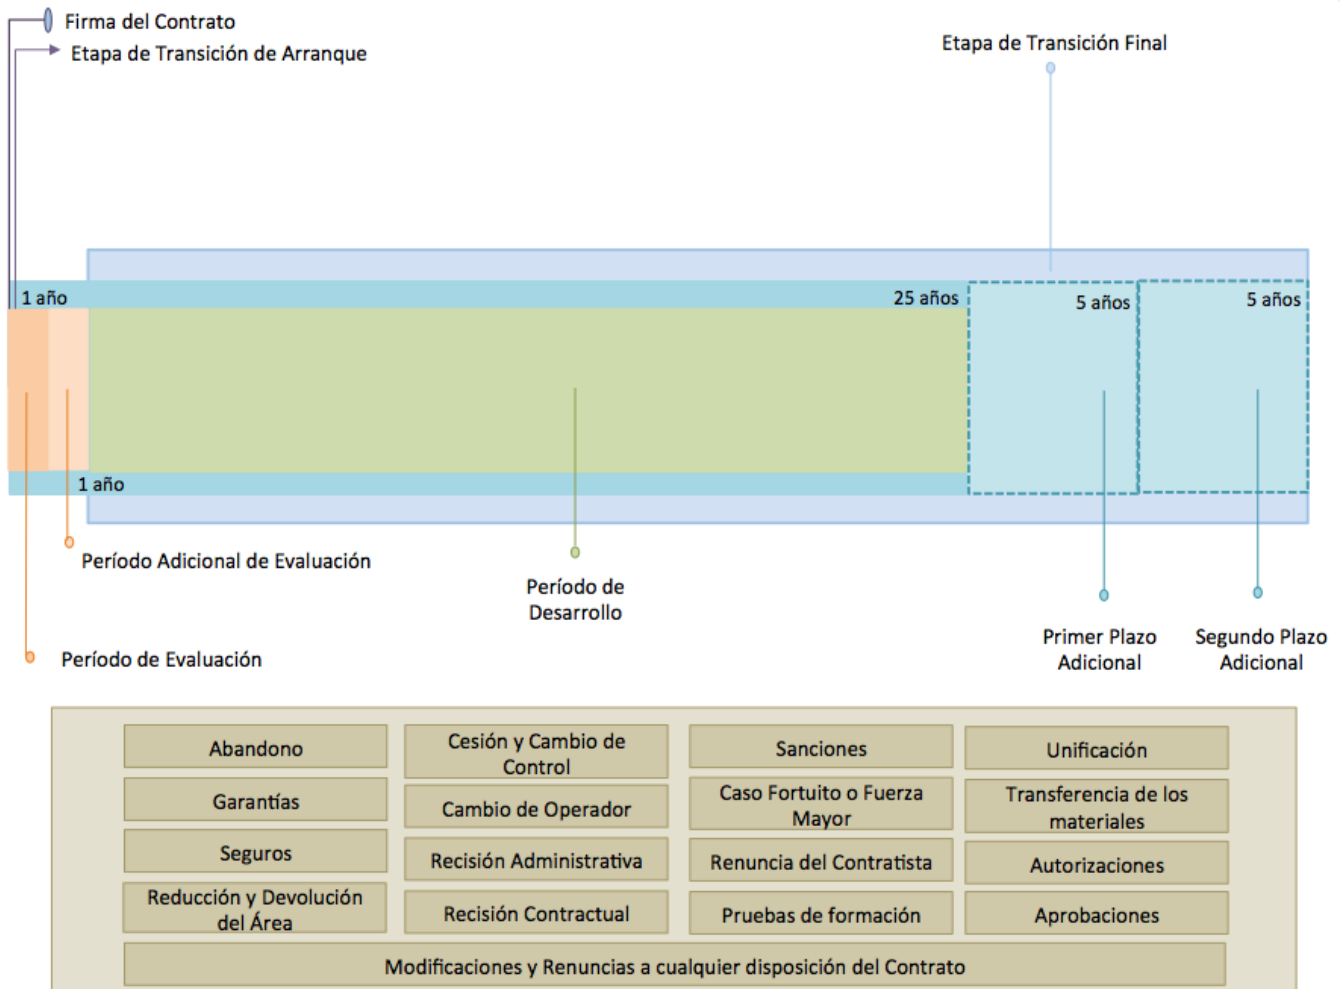 Firma del Contrato
Etapa de Transición de Arranque
Etapa de Transición Final
1 año
25 años
5 años
5 años
1 año
Período Adicional de Evaluación
Período de
Desarrollo
Período de Evaluación
Primer Plazo
Adicional
Segundo Plazo
Adicional
Abandono
Cesión y Cambio de
Control
Sanciones
Unificación
Garantías
Cambio de Operador
Caso Fortuito o Fuerza
Mayor
Transferencia de los
materiales
Seguros
Recisión Administrativa
Renuncia del Contratista
Autorizaciones
Reducción y Devolución
del Área
Recisión Contractual
Pruebas de formación
Aprobaciones
Modificaciones y Renuncias a cualquier disposición del Contrato